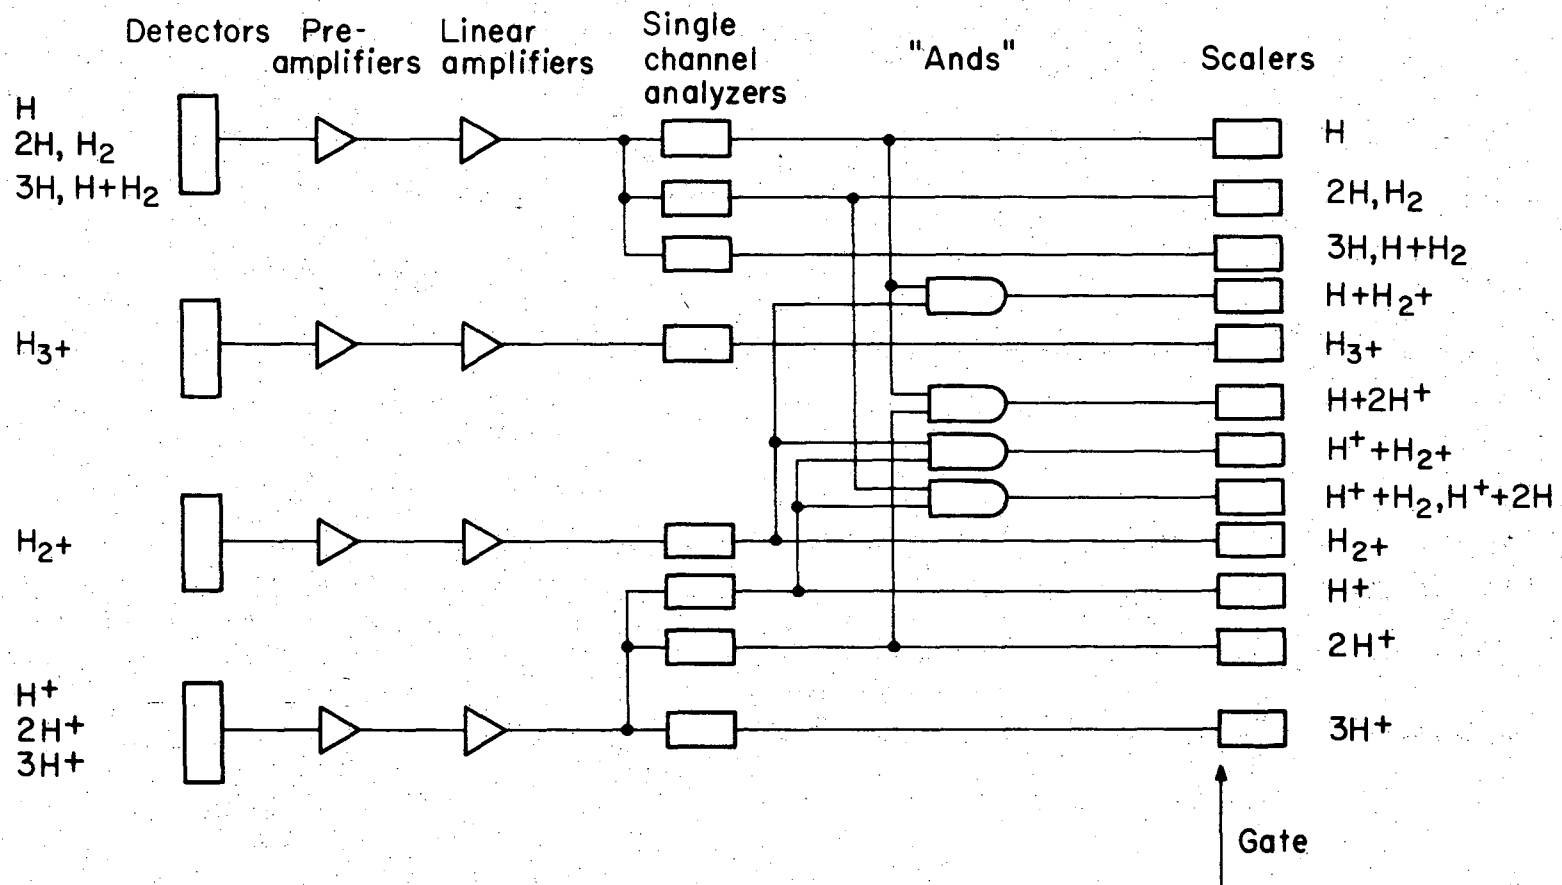 Detectors
Pre-
amplifiers
Linear
amplifiers
Single
channel
analyzers
"Ands"
Scalers
H
2H, H2
3H, H+H2
H3+
H2+
H+
2H+
3H+
H
2H, H2
3H, H+H2
H+H2+
H3+
H+2H+
H+ +H2+
H+ +H2, H+ +2H
H2+
H+
2H+
3H+
Gate